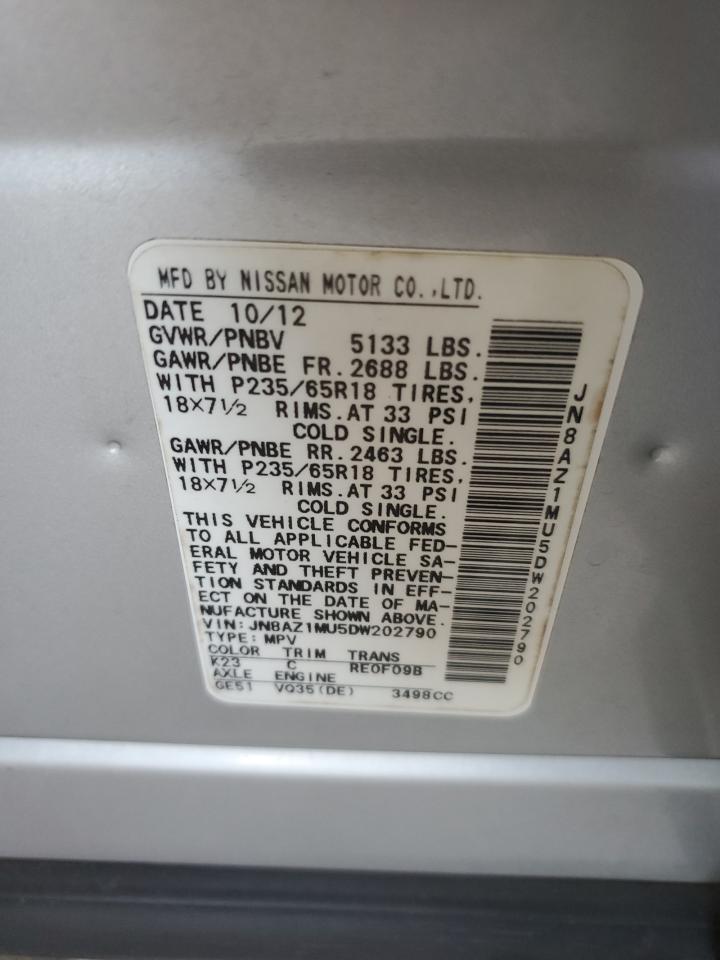 MFD BY NISSAN MOTOR CO.,LTD.
DATE 10/12
GVWR/PNBV 5133 LBS.
GAWR/PNBE FR.2688 LBS.
WITH P235/65R18 TIRES,
18×7½ RIMS.AT 33 PSI
COLD SINGLE.
GAWR/PNBE RR.2463 LBS.
WITH P235/65R18 TIRES,
18×7½ RIMS.AT 33 PSI
COLD SINGLE.
THIS VEHICLE CONFORMS
TO ALL APPLICABLE FED-
ERAL MOTOR VEHICLE SA-
FETY AND THEFT PREVEN-
TION STANDARDS IN EFF-
ECT ON THE DATE OF MA-
NUFACTURE SHOWN ABOVE.
VIN: JN8AZ1MU5DW202790
TYPE: MPV
COLOR TRIM TRANS
K23 C RE0F09B
AXLE ENGINE
GE51 VQ35(DE) 3498CC
JN8AZ1MU5DW202790